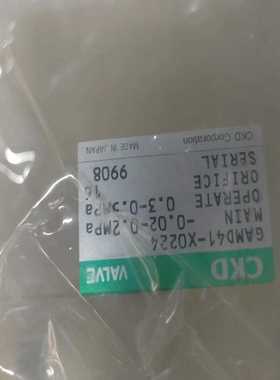 CKD VALVE
GAMD41-X0224
MAIN -0.02-0.2MPa
OPERATE 0.3-0.5MPa
ORIFICE 16
SERIAL 9908
CKD Corporation MADE IN JAPAN